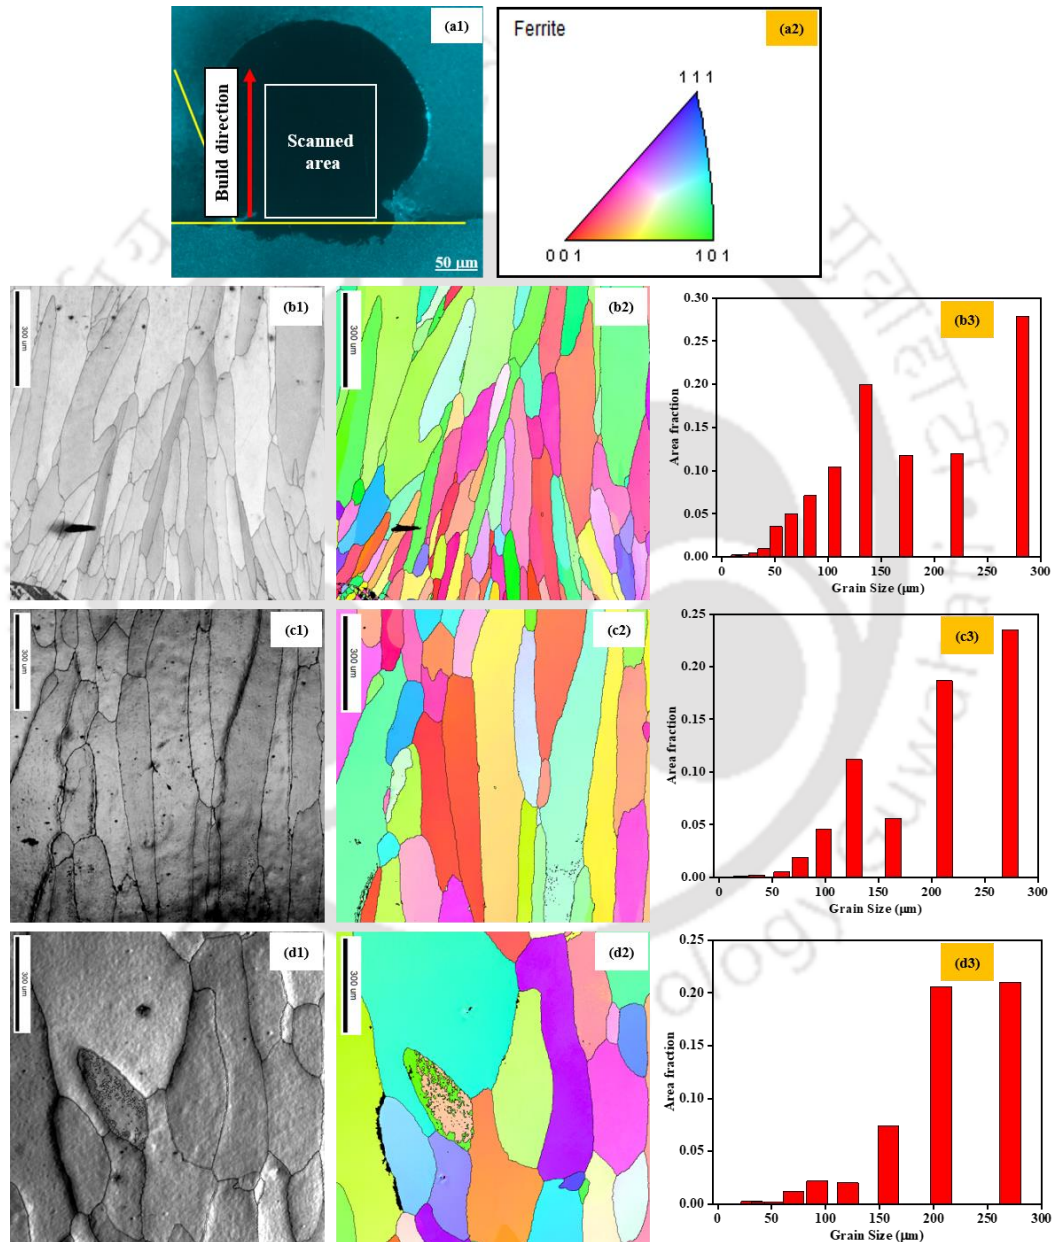 (a1)
Build direction
Scanned
area
50 µm
Ferrite
(a2)
1 1 1
0 0 1
1 0 1
(b1)
300 um
(b2)
300 um
(b3)
0.30
0.25
0.20
0.15
0.10
0.05
0.00
Area fraction
0 50 100 150 200 250 300
Grain Size (µm)
(c1)
300 um
(c2)
300 um
(c3)
0.25
0.20
0.15
0.10
0.05
0.00
Area fraction
0 50 100 150 200 250 300
Grain Size (µm)
(d1)
300 um
(d2)
300 um
(d3)
0.25
0.20
0.15
0.10
0.05
0.00
Area fraction
0 50 100 150 200 250 300
Grain Size (µm)
ology Guwahati